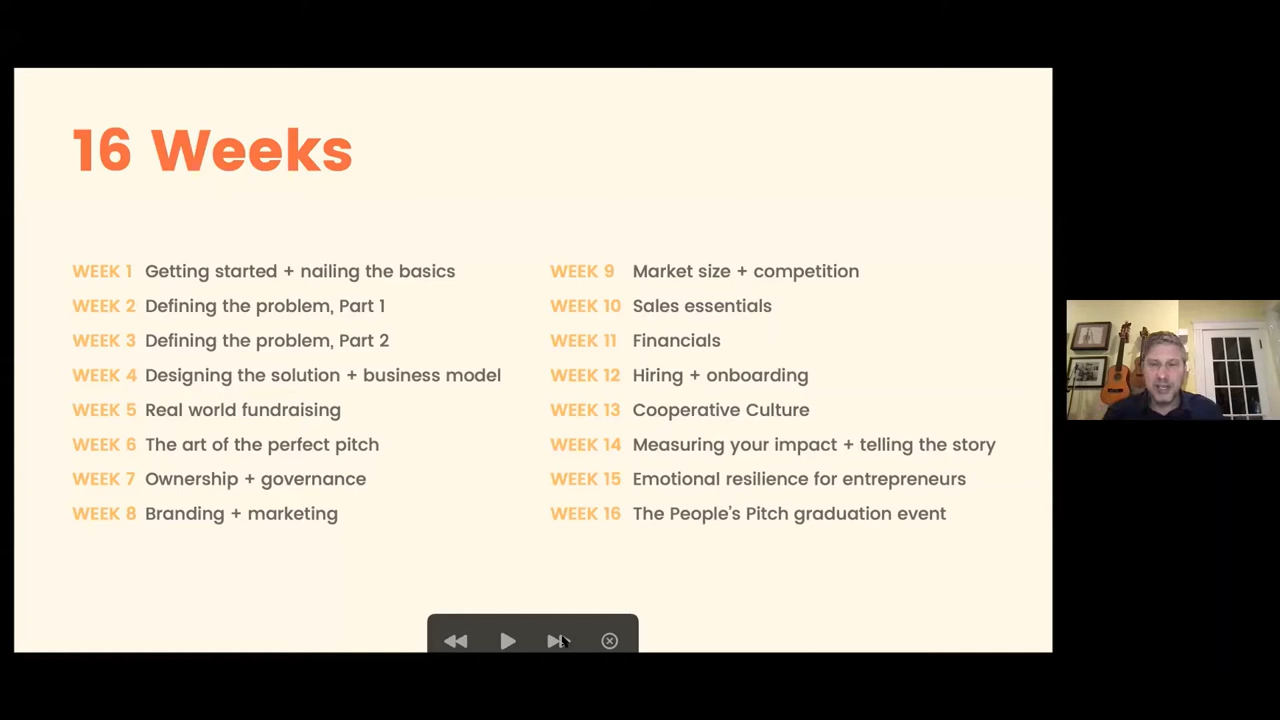 16 Weeks
WEEK 1 Getting started + nailing the basics
WEEK 2 Defining the problem, Part 1
WEEK 3 Defining the problem, Part 2
WEEK 4 Designing the solution + business model
WEEK 5 Real world fundraising
WEEK 6 The art of the perfect pitch
WEEK 7 Ownership + governance
WEEK 8 Branding + marketing
WEEK 9 Market size + competition
WEEK 10 Sales essentials
WEEK 11 Financials
WEEK 12 Hiring + onboarding
WEEK 13 Cooperative Culture
WEEK 14 Measuring your impact + telling the story
WEEK 15 Emotional resilience for entrepreneurs
WEEK 16 The People's Pitch graduation event